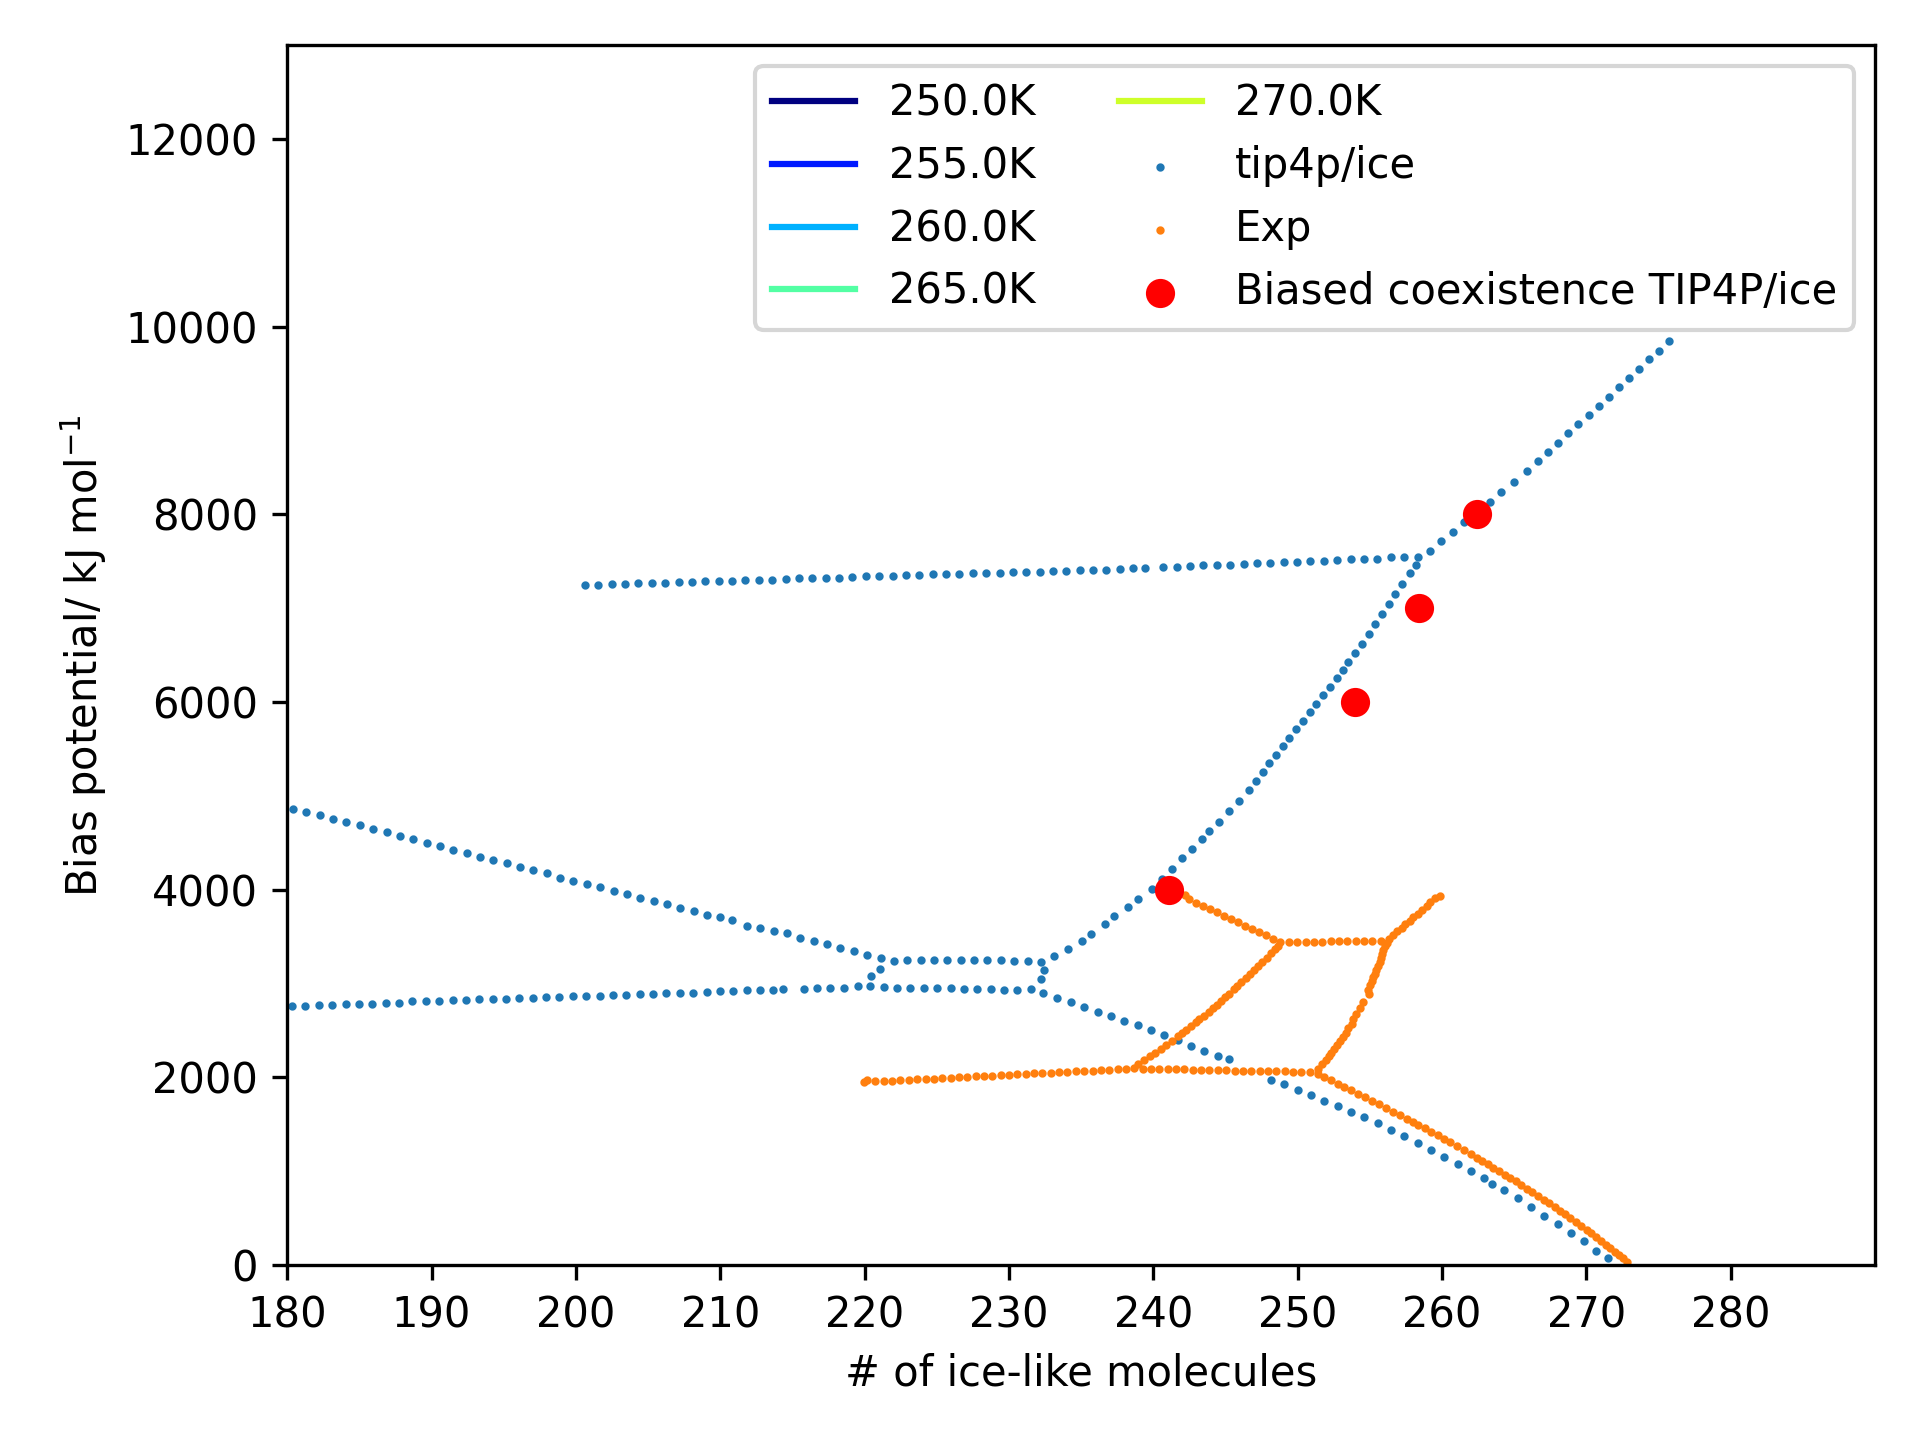 250.0K
255.0K
260.0K
265.0K
270.0K
tip4p/ice
Exp
Biased coexistence TIP4P/ice
12000
10000
8000
6000
4000
2000
0
Bias potential/ kJ mol⁻¹
180 190 200 210 220 230 240 250 260 270 280
# of ice-like molecules